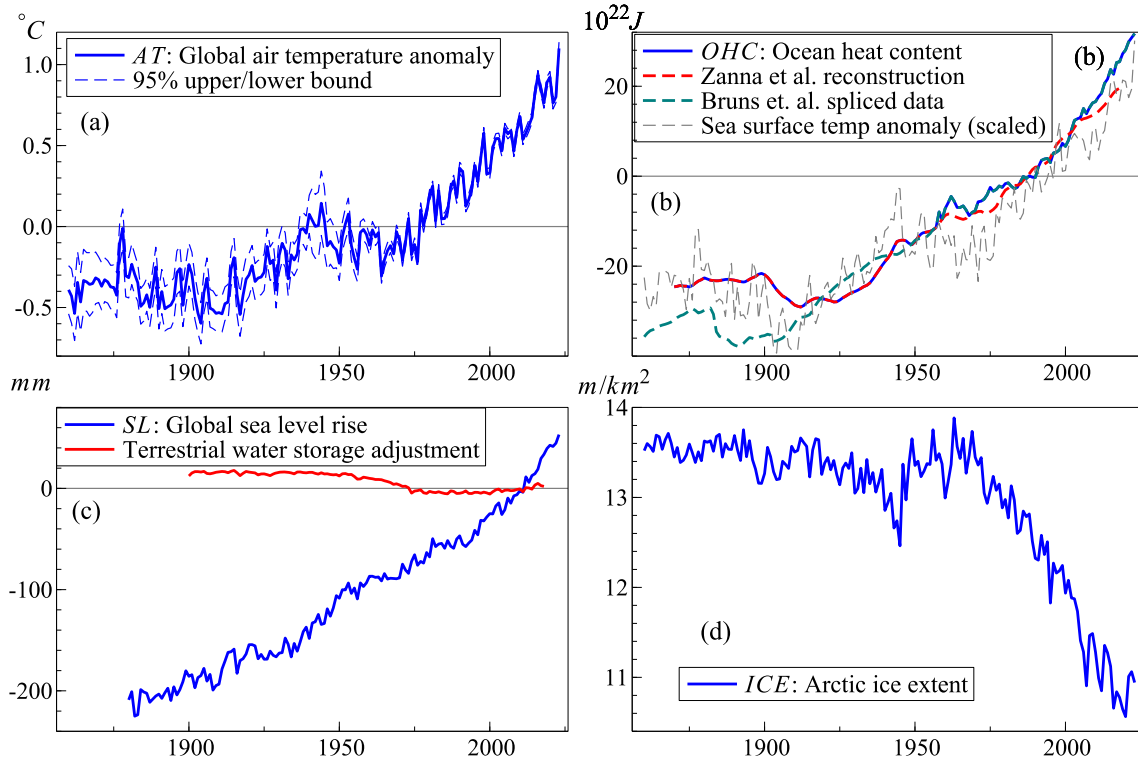 °C
AT: Global air temperature anomaly
95% upper/lower bound
(a)
1.0
0.5
0.0
-0.5
1900 1950 2000
10²²J
OHC: Ocean heat content
Zanna et al. reconstruction
Bruns et. al. spliced data
Sea surface temp anomaly (scaled)
(b)
(b)
20
0
-20
1900 1950 2000
mm
SL: Global sea level rise
Terrestrial water storage adjustment
(c)
0
-100
-200
1900 1950 2000
m/km²
14
13
12
11
(d)
ICE: Arctic ice extent
1900 1950 2000